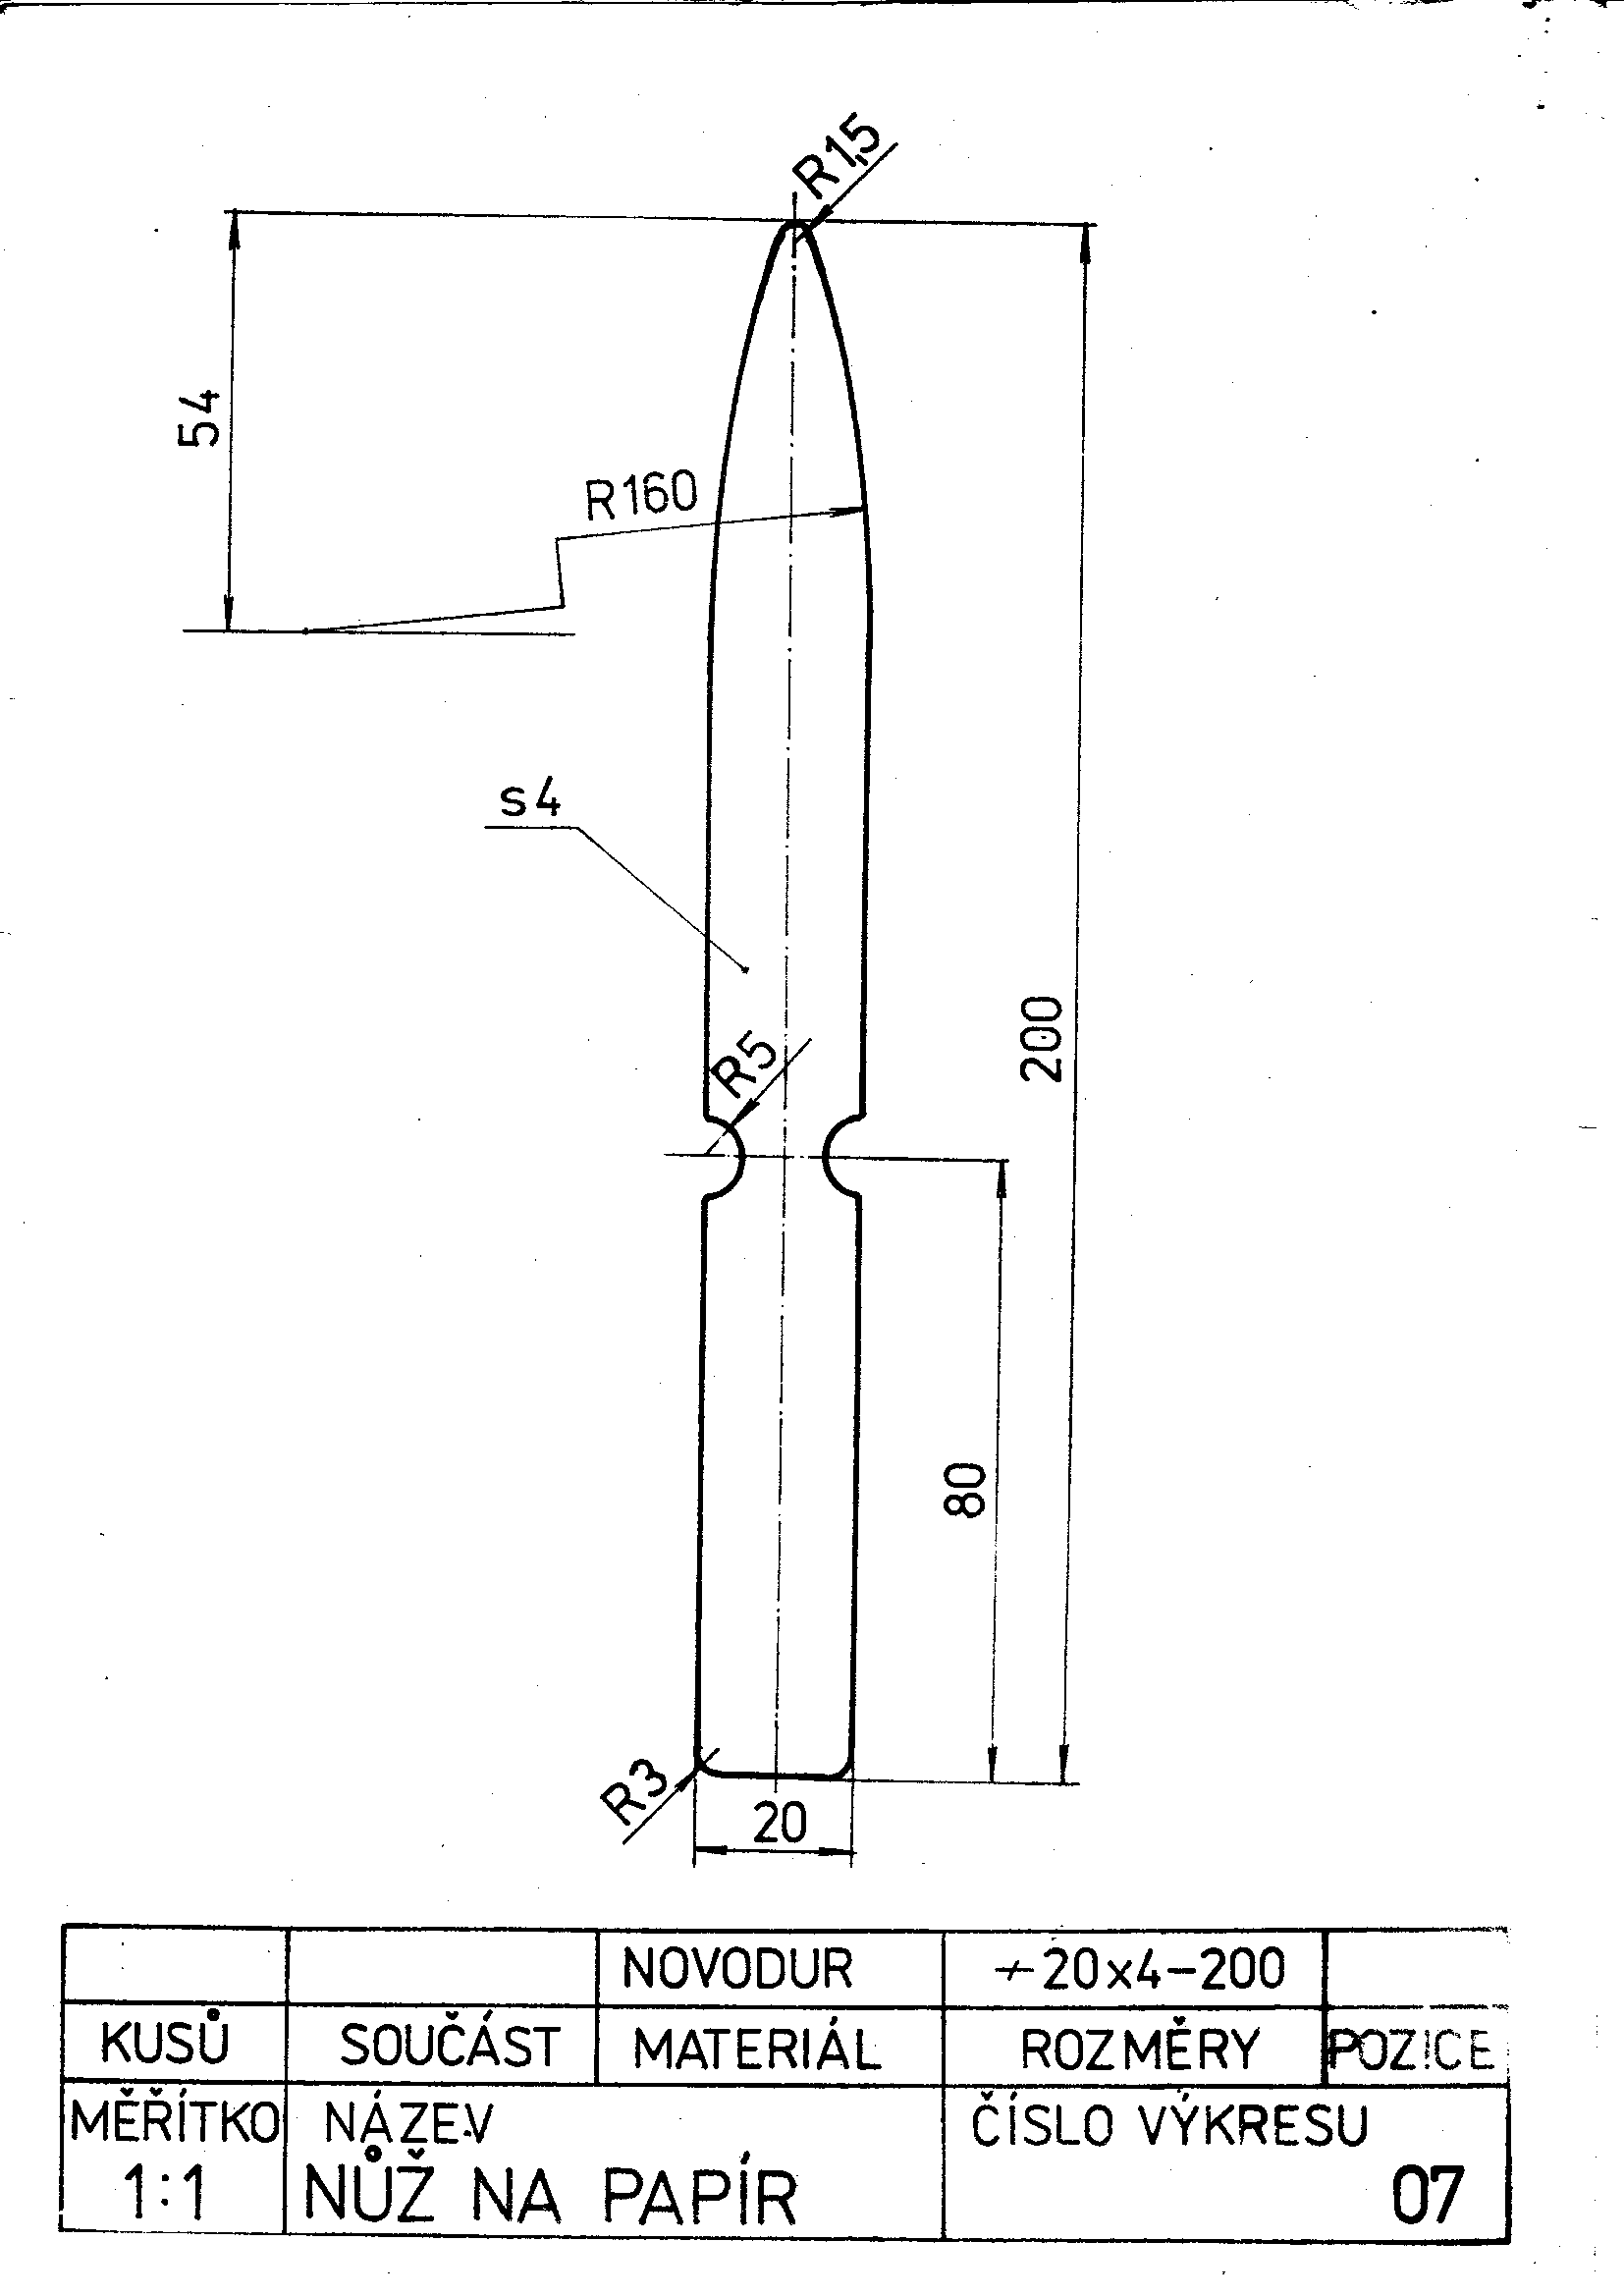 R1,5
54
R160
s4
R5
200
80
R3
20
NOVODUR
⌿20x4-200
KUSŮ
SOUČÁST
MATERIÁL
ROZMĚRY
POZICE
MĚŘÍTKO
NÁZEV
ČÍSLO VÝKRESU
1:1
NŮŽ NA PAPÍR
07